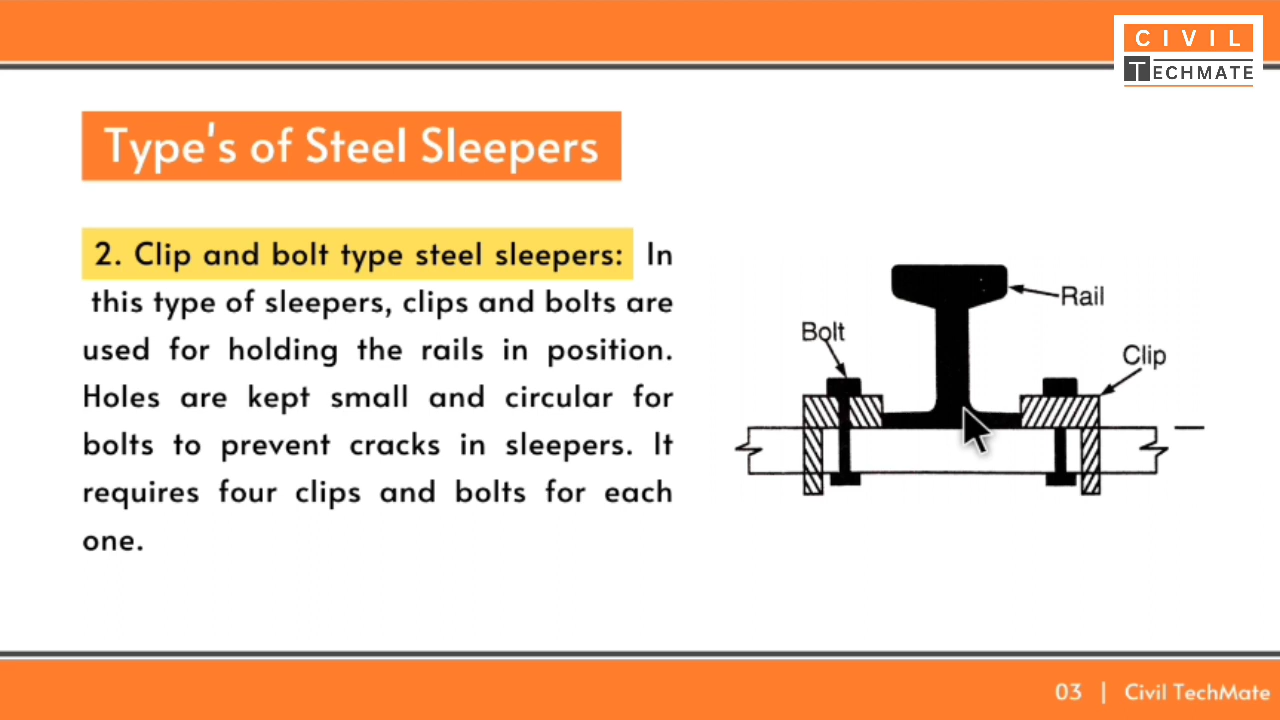 CIVIL
TECHMATE
Type's of Steel Sleepers
2. Clip and bolt type steel sleepers: In
this type of sleepers, clips and bolts are
used for holding the rails in position.
Holes are kept small and circular for
bolts to prevent cracks in sleepers. It
requires four clips and bolts for each
one.
Rail
Bolt
Clip
03 | Civil TechMate